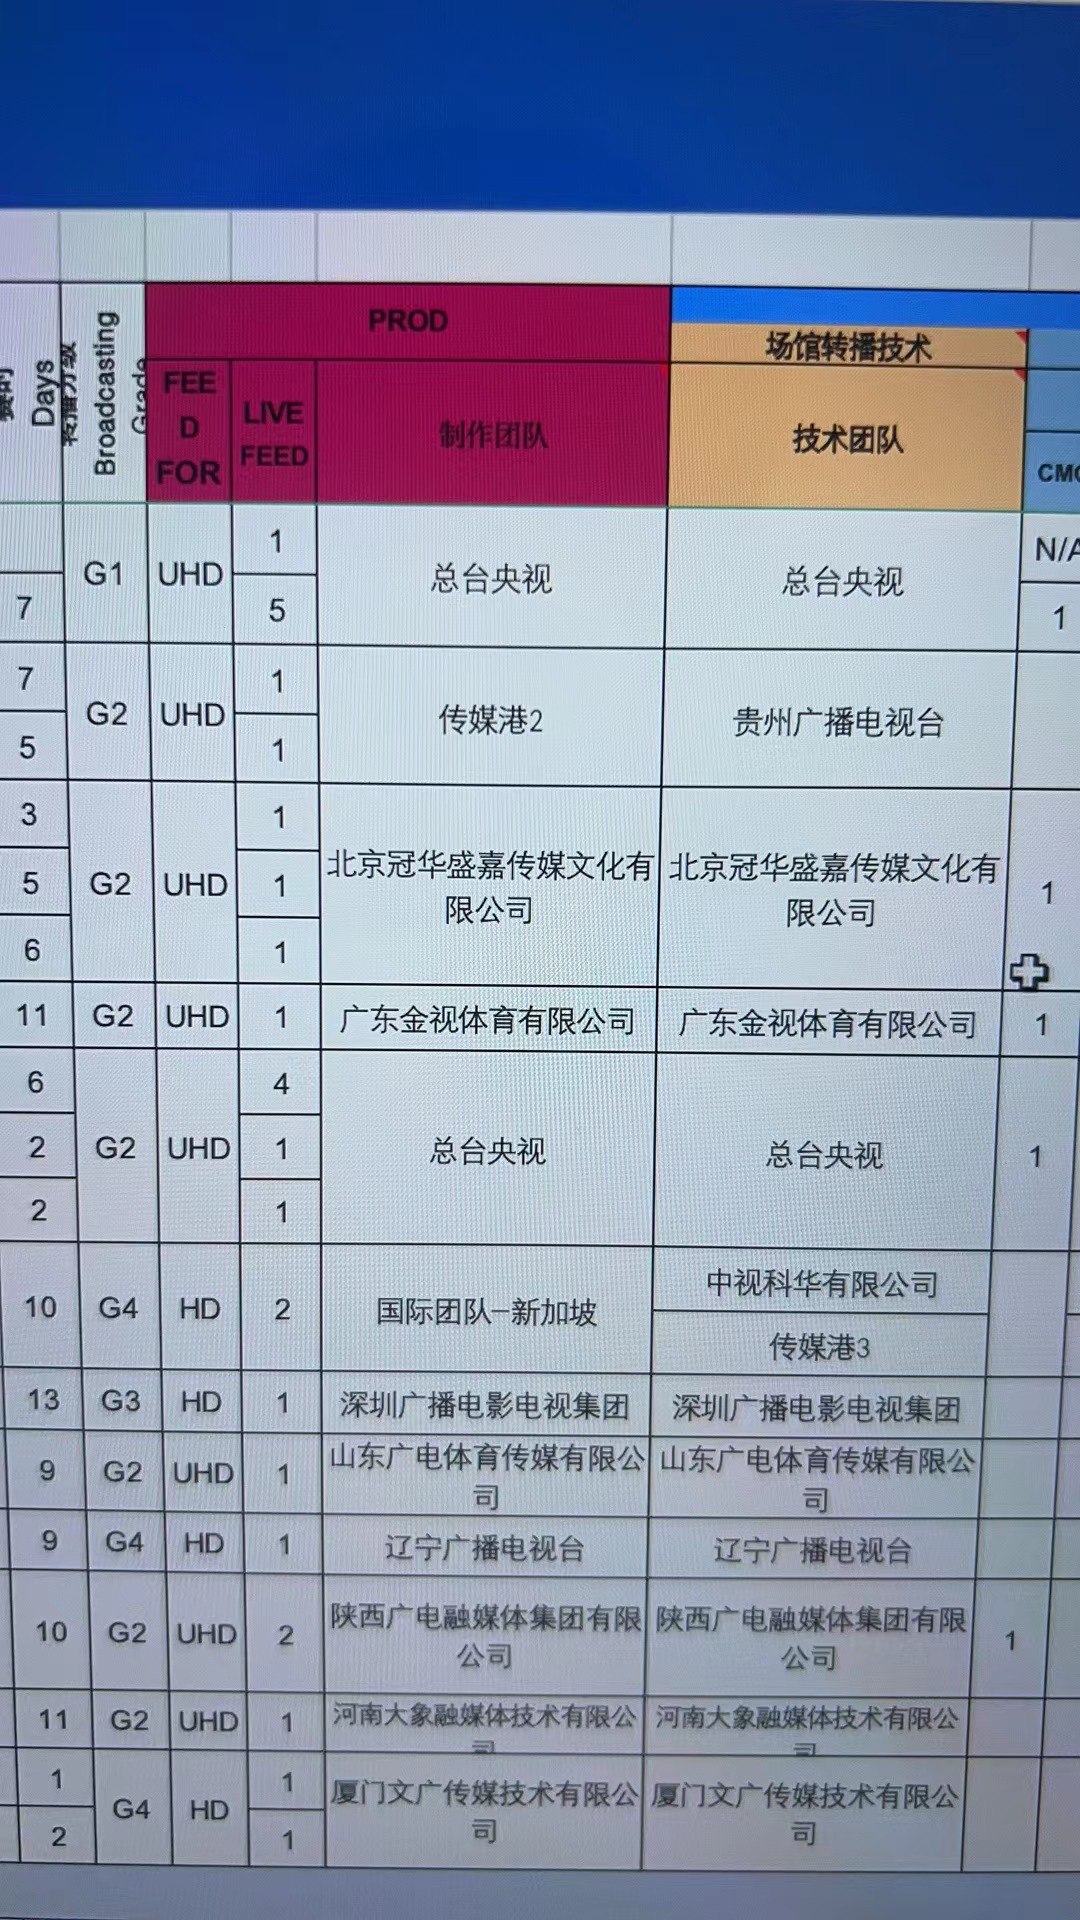 PROD
场馆转播技术
Days
Broadcasting
Grade
FEE
D
FOR
LIVE
FEED
制作团队
技术团队
G1 UHD 1 总台央视 总台央视 N/A
7 5 1
7 G2 UHD 1 传媒港2 贵州广播电视台
5 1
3 1
5 G2 UHD 1 北京冠华盛嘉传媒文化有 北京冠华盛嘉传媒文化有 1
限公司 限公司
6 1
11 G2 UHD 1 广东金视体育有限公司 广东金视体育有限公司 1
6 4
2 G2 UHD 1 总台央视 总台央视 1
2 1
10 G4 HD 2 国际团队–新加坡 中视科华有限公司
传媒港3
13 G3 HD 1 深圳广播电影电视集团 深圳广播电影电视集团
9 G2 UHD 1 山东广电体育传媒有限公 山东广电体育传媒有限公
司 司
9 G4 HD 1 辽宁广播电视台 辽宁广播电视台
10 G2 UHD 2 陕西广电融媒体集团有限 陕西广电融媒体集团有限 1
公司 公司
11 G2 UHD 1 河南大象融媒体技术有限公 河南大象融媒体技术有限公
司 司
1 G4 HD 1 厦门文广传媒技术有限公 厦门文广传媒技术有限公
2 1 司 司